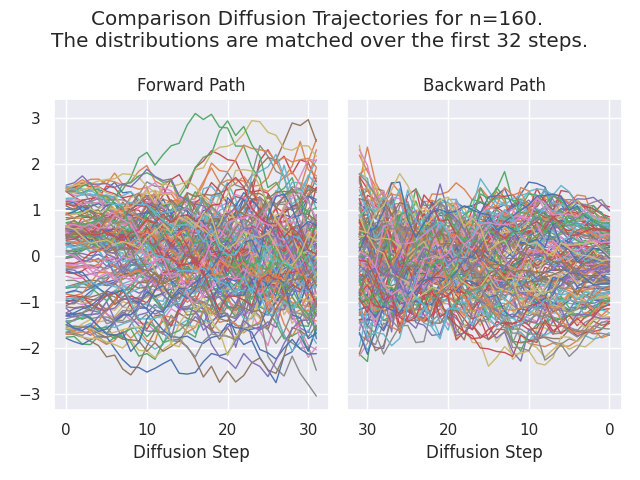 Comparison Diffusion Trajectories for n=160.
The distributions are matched over the first 32 steps.
Forward Path
Backward Path
3
2
1
0
−1
−2
−3
0 10 20 30
30 20 10 0
Diffusion Step
Diffusion Step